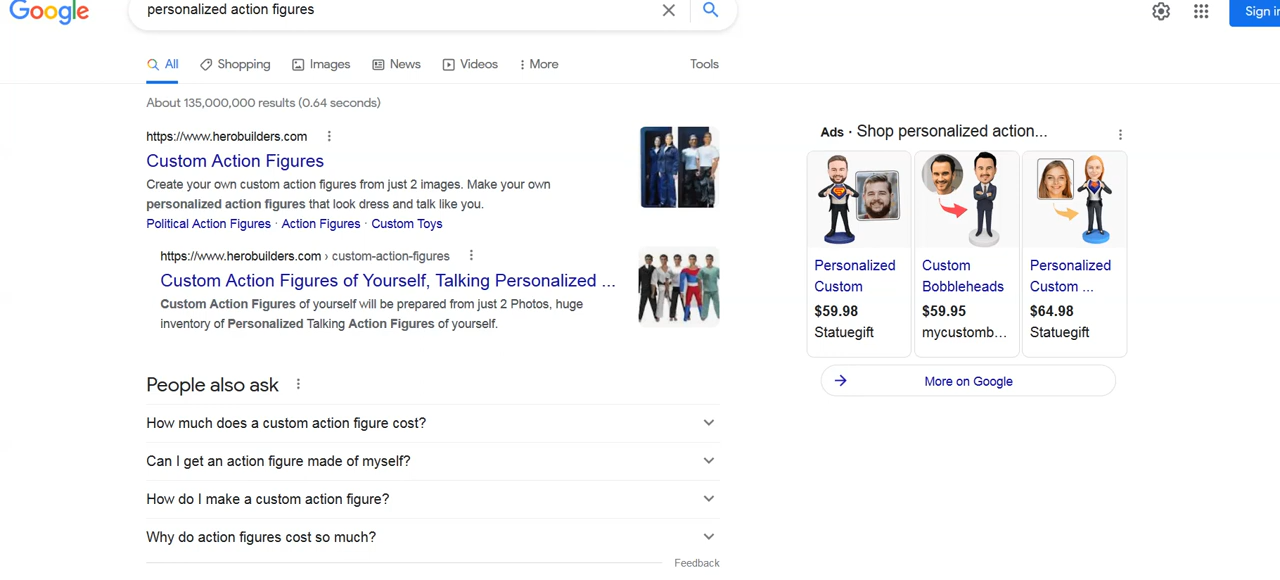 Google
personalized action figures
Sign in
All
Shopping
Images
News
Videos
More
Tools
About 135,000,000 results (0.64 seconds)
https://www.herobuilders.com
Custom Action Figures
Create your own custom action figures from just 2 images. Make your own
personalized action figures that look dress and talk like you.
Political Action Figures · Action Figures · Custom Toys
https://www.herobuilders.com › custom-action-figures
Custom Action Figures of Yourself, Talking Personalized ...
Custom Action Figures of yourself will be prepared from just 2 Photos, huge
inventory of Personalized Talking Action Figures of yourself.
People also ask
How much does a custom action figure cost?
Can I get an action figure made of myself?
How do I make a custom action figure?
Why do action figures cost so much?
Feedback
Ads · Shop personalized action...
Personalized
Custom
$59.98
Statuegift
Custom
Bobbleheads
$59.95
mycustomb...
Personalized
Custom ...
$64.98
Statuegift
More on Google